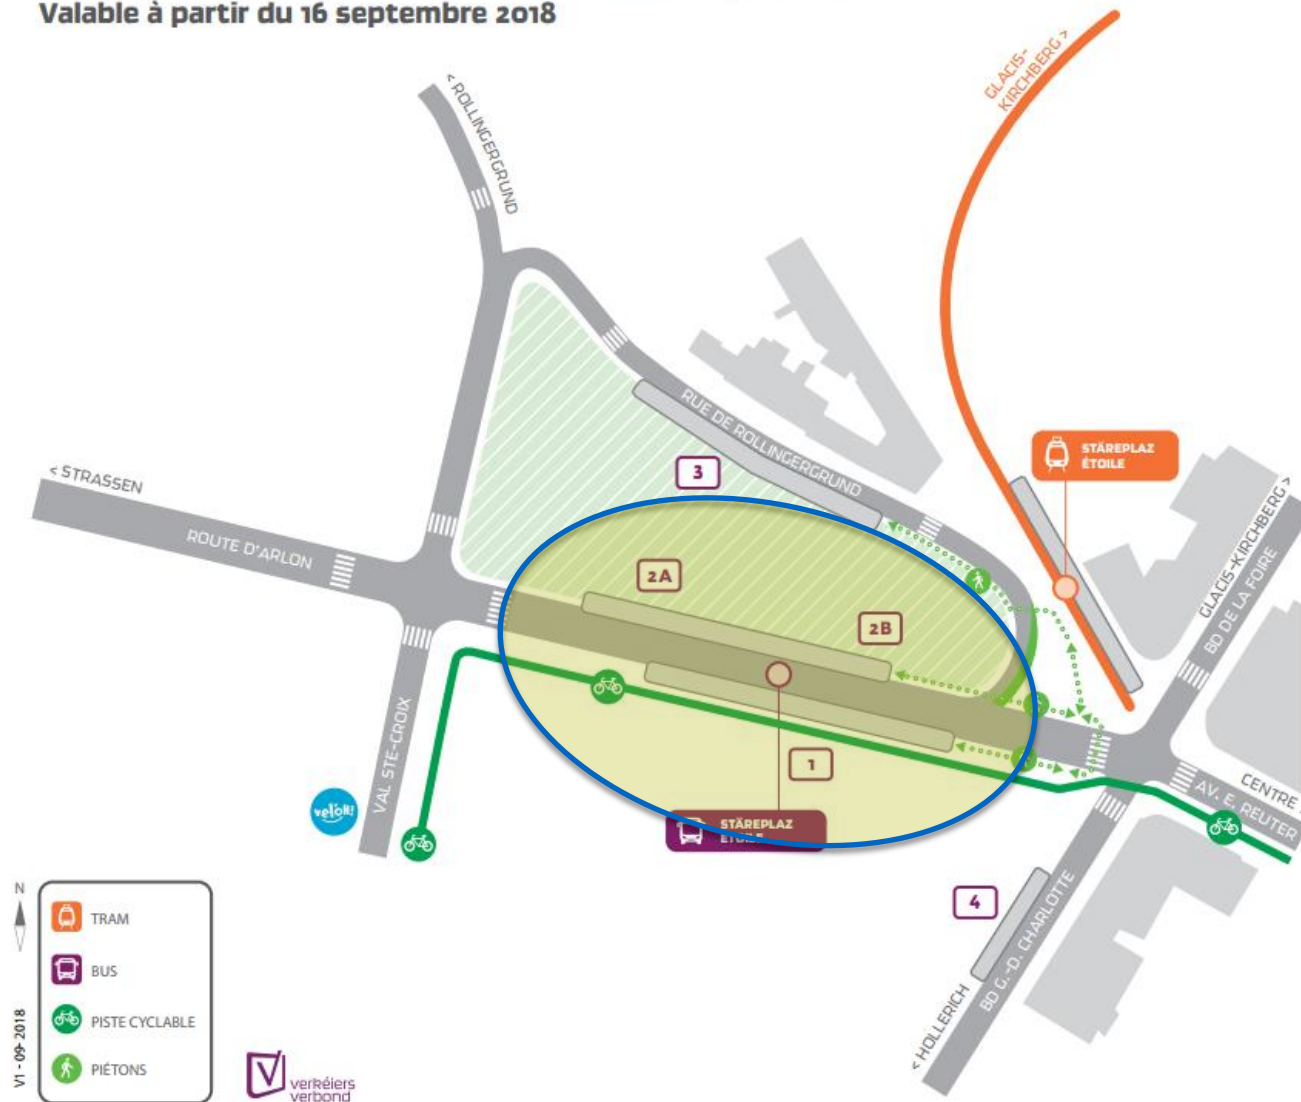 Valable à partir du 16 septembre 2018
GLACIS-
KIRCHBERG >
< ROLLINGERGRUND
RUE DE ROLLINGERGRUND
STÄREPLAZ
ÉTOILE
3
< STRASSEN
ROUTE D'ARLON
2A
2B
GLACIS-KIRCHBERG >
BD DE LA FOIRE
1
VAL STE-CROIX
vel'oH!
STÄREPLAZ
ÉTOILE
CENTRE
AV. E. REUTER
4
BD G.-D. CHARLOTTE
< HOLLERICH
N
TRAM
BUS
PISTE CYCLABLE
PIÉTONS
V1 - 09-2018
verkéiers
verbond